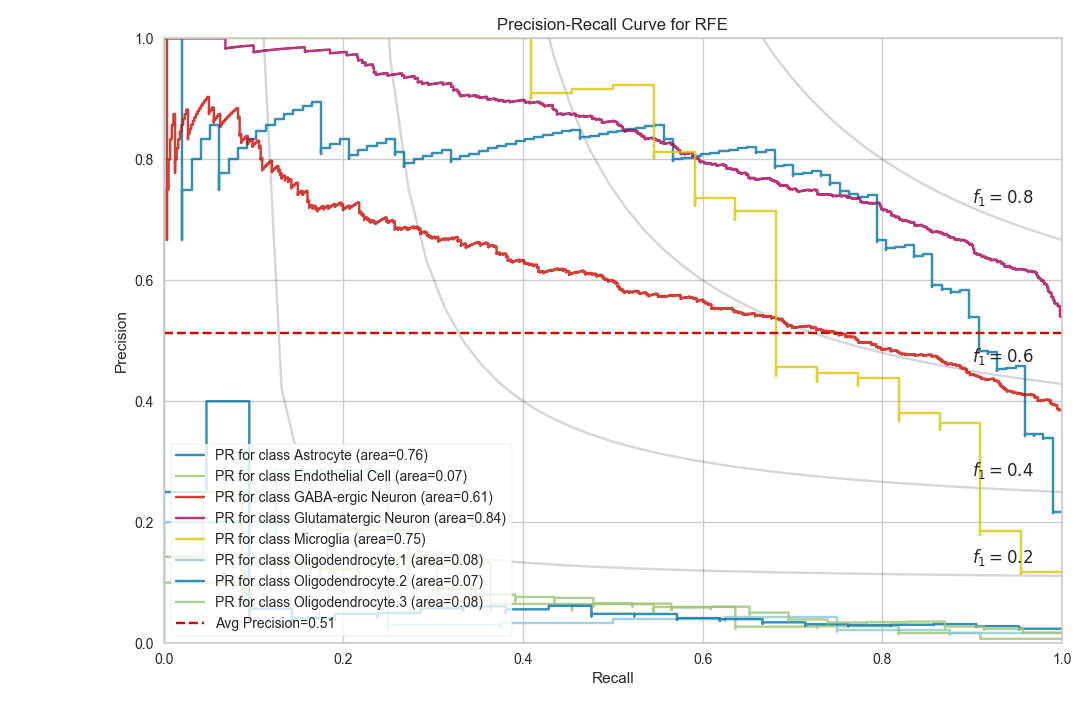 Precision-Recall Curve for RFE
1.0
0.8
0.6
0.4
0.2
0.0
Precision
f1 = 0.8
f1 = 0.6
f1 = 0.4
f1 = 0.2
PR for class Astrocyte (area=0.76)
PR for class Endothelial Cell (area=0.07)
PR for class GABA-ergic Neuron (area=0.61)
PR for class Glutamatergic Neuron (area=0.84)
PR for class Microglia (area=0.75)
PR for class Oligodendrocyte.1 (area=0.08)
PR for class Oligodendrocyte.2 (area=0.07)
PR for class Oligodendrocyte.3 (area=0.08)
Avg Precision=0.51
0.0 0.2 0.4 0.6 0.8 1.0
Recall